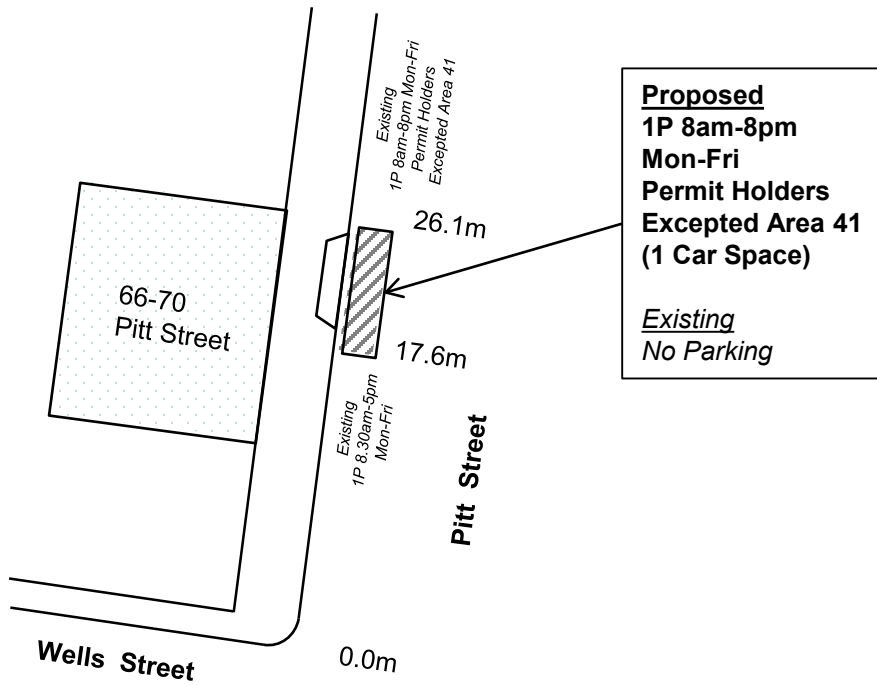 Existing
1P 8am-8pm Mon-Fri
Permit Holders
Excepted Area 41
Proposed
1P 8am-8pm
Mon-Fri
Permit Holders
Excepted Area 41
(1 Car Space)
Existing
No Parking
26.1m
66-70
Pitt Street
17.6m
Existing
1P 8.30am-5pm
Mon-Fri
Pitt Street
Wells Street
0.0m